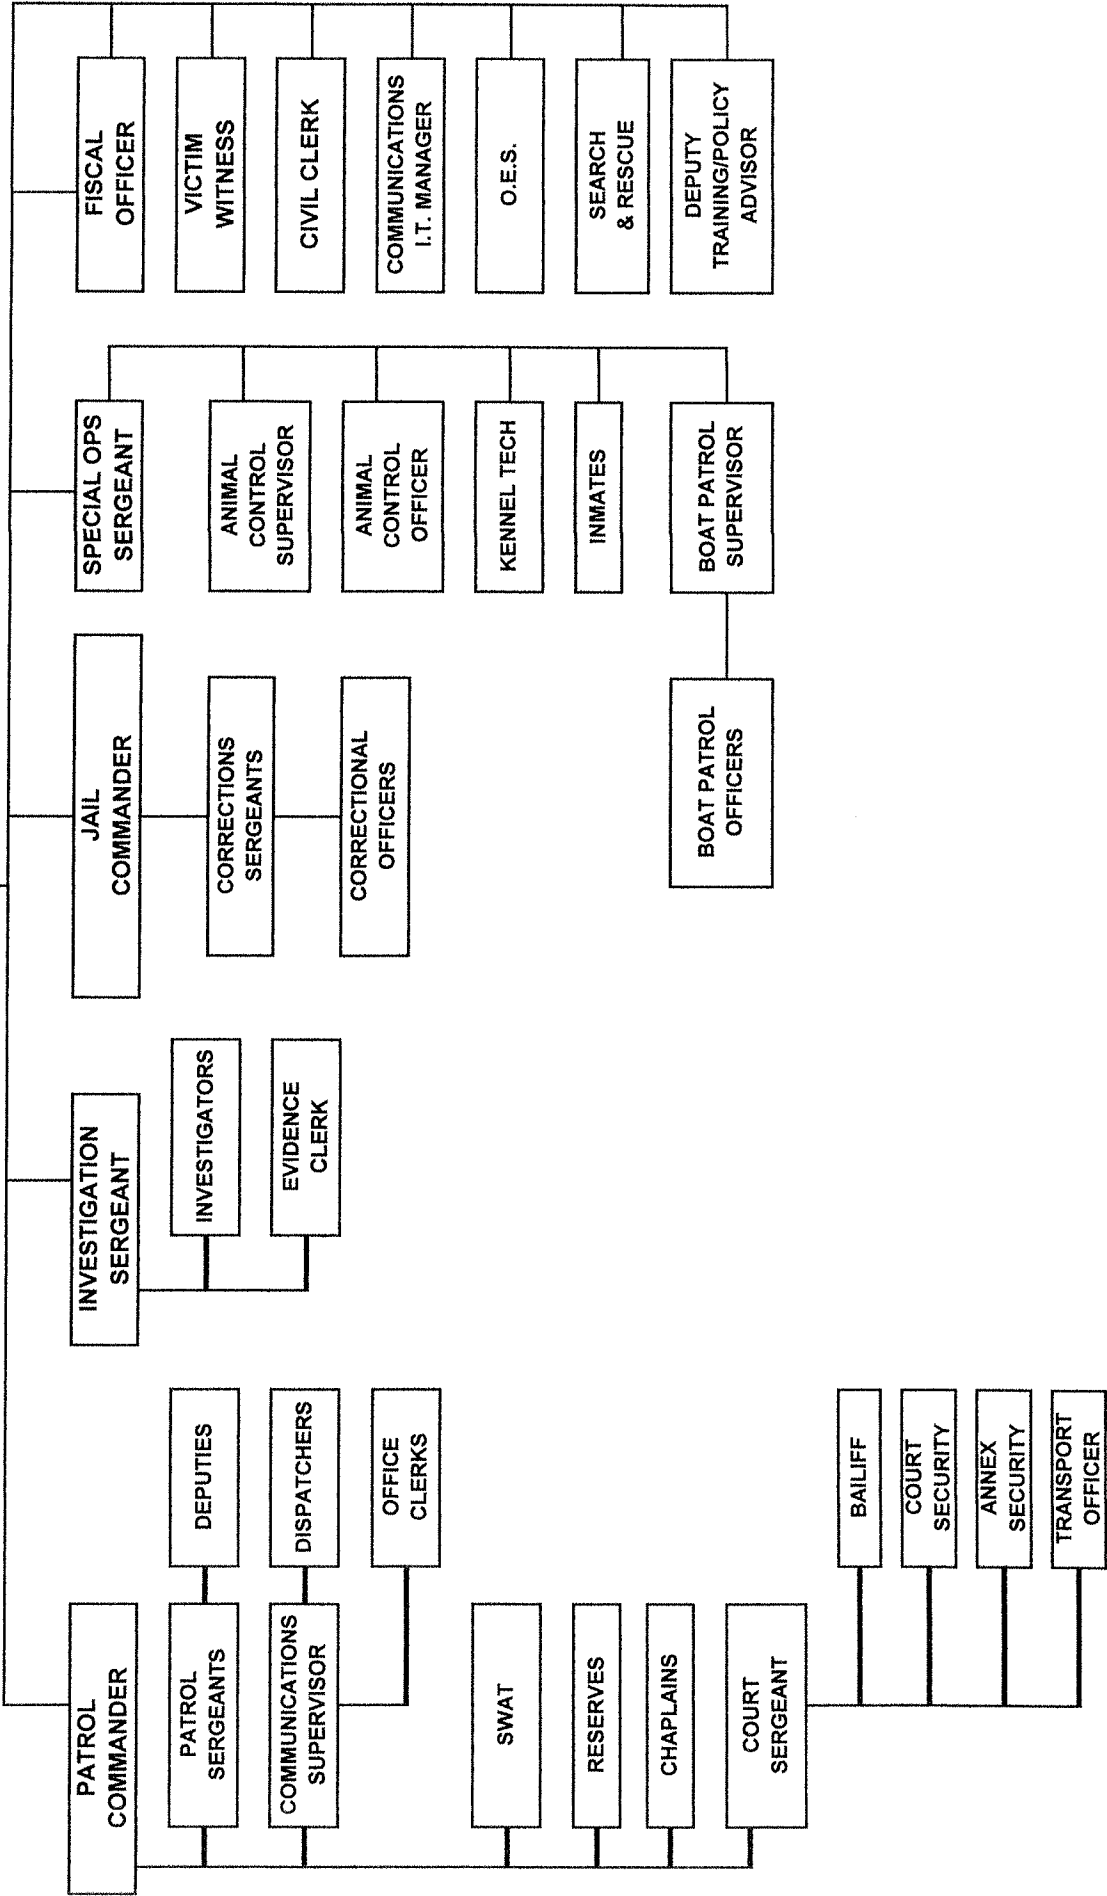 PATROL
COMMANDER
PATROL
SERGEANTS
DEPUTIES
COMMUNICATIONS
SUPERVISOR
DISPATCHERS
OFFICE
CLERKS
SWAT
RESERVES
CHAPLAINS
COURT
SERGEANT
BAILIFF
COURT
SECURITY
ANNEX
SECURITY
TRANSPORT
OFFICER
INVESTIGATION
SERGEANT
INVESTIGATORS
EVIDENCE
CLERK
JAIL
COMMANDER
CORRECTIONS
SERGEANTS
CORRECTIONAL
OFFICERS
SPECIAL OPS
SERGEANT
ANIMAL
CONTROL
SUPERVISOR
ANIMAL
CONTROL
OFFICER
KENNEL TECH
INMATES
BOAT PATROL
SUPERVISOR
BOAT PATROL
OFFICERS
FISCAL
OFFICER
VICTIM
WITNESS
CIVIL CLERK
COMMUNICATIONS
I.T. MANAGER
O.E.S.
SEARCH
& RESCUE
DEPUTY
TRAINING/POLICY
ADVISOR